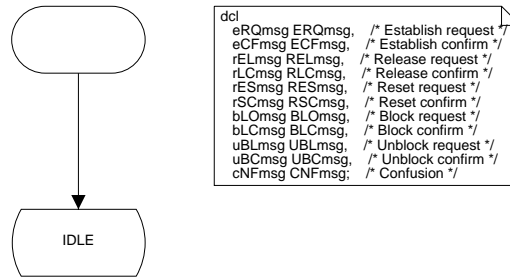 dcl
eRQmsg ERQmsg, /* Establish request */
eCFmsg ECFmsg, /* Establish confirm */
rELmsg RELmsg, /* Release request */
rLCmsg RLCmsg, /* Release confirm */
rESmsg RESmsg, /* Reset request */
rSCmsg RSCmsg, /* Reset confirm */
bLOmsg BLOmsg, /* Block request */
bLCmsg BLCmsg, /* Block confirm */
uBLmsg UBLmsg, /* Unblock request */
uBCmsg UBCmsg, /* Unblock confirm */
cNFmsg CNFmsg; /* Confusion */
IDLE